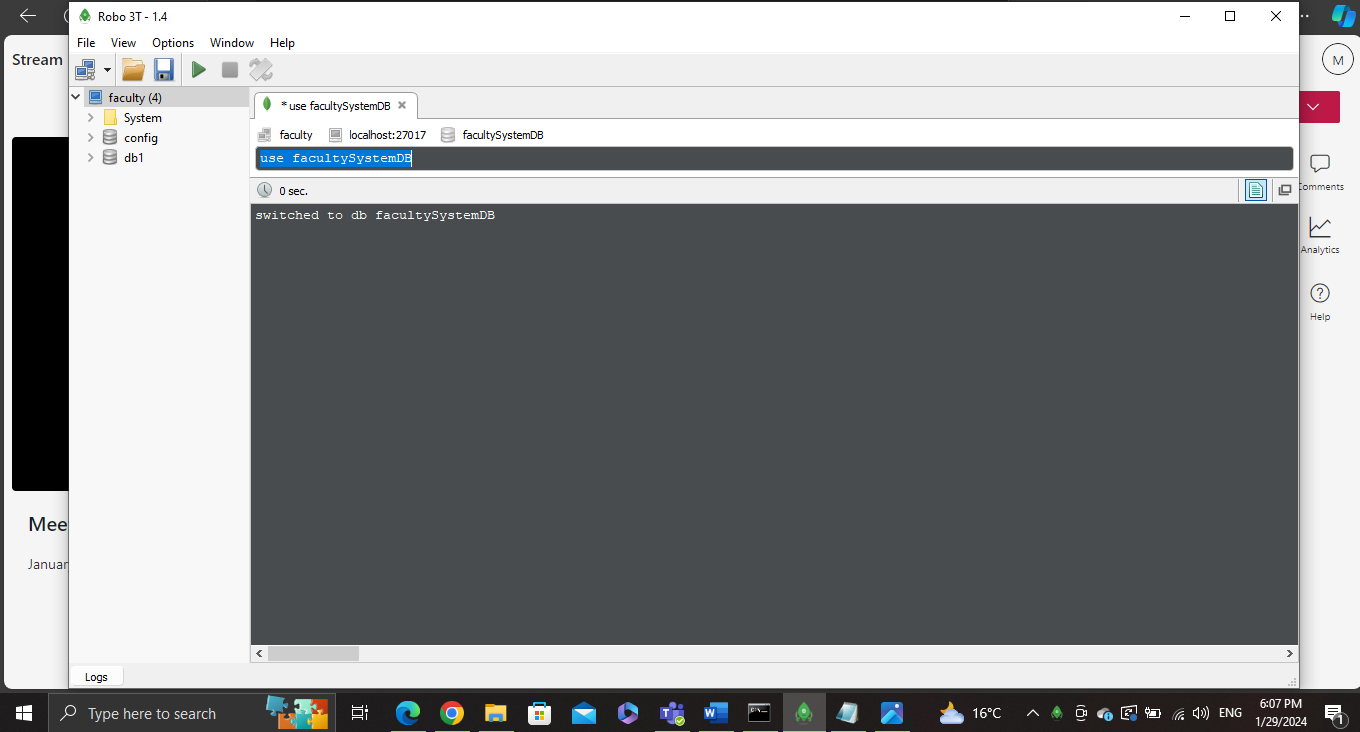 Robo 3T - 1.4
File View Options Window Help
Stream
M
faculty (4)
System
config
db1
* use facultySystemDB
faculty localhost:27017 facultySystemDB
use facultySystemDB
0 sec.
switched to db facultySystemDB
omments
Analytics
Help
Mee
Januar
Logs
Type here to search
16°C
ENG
6:07 PM
1/29/2024
1